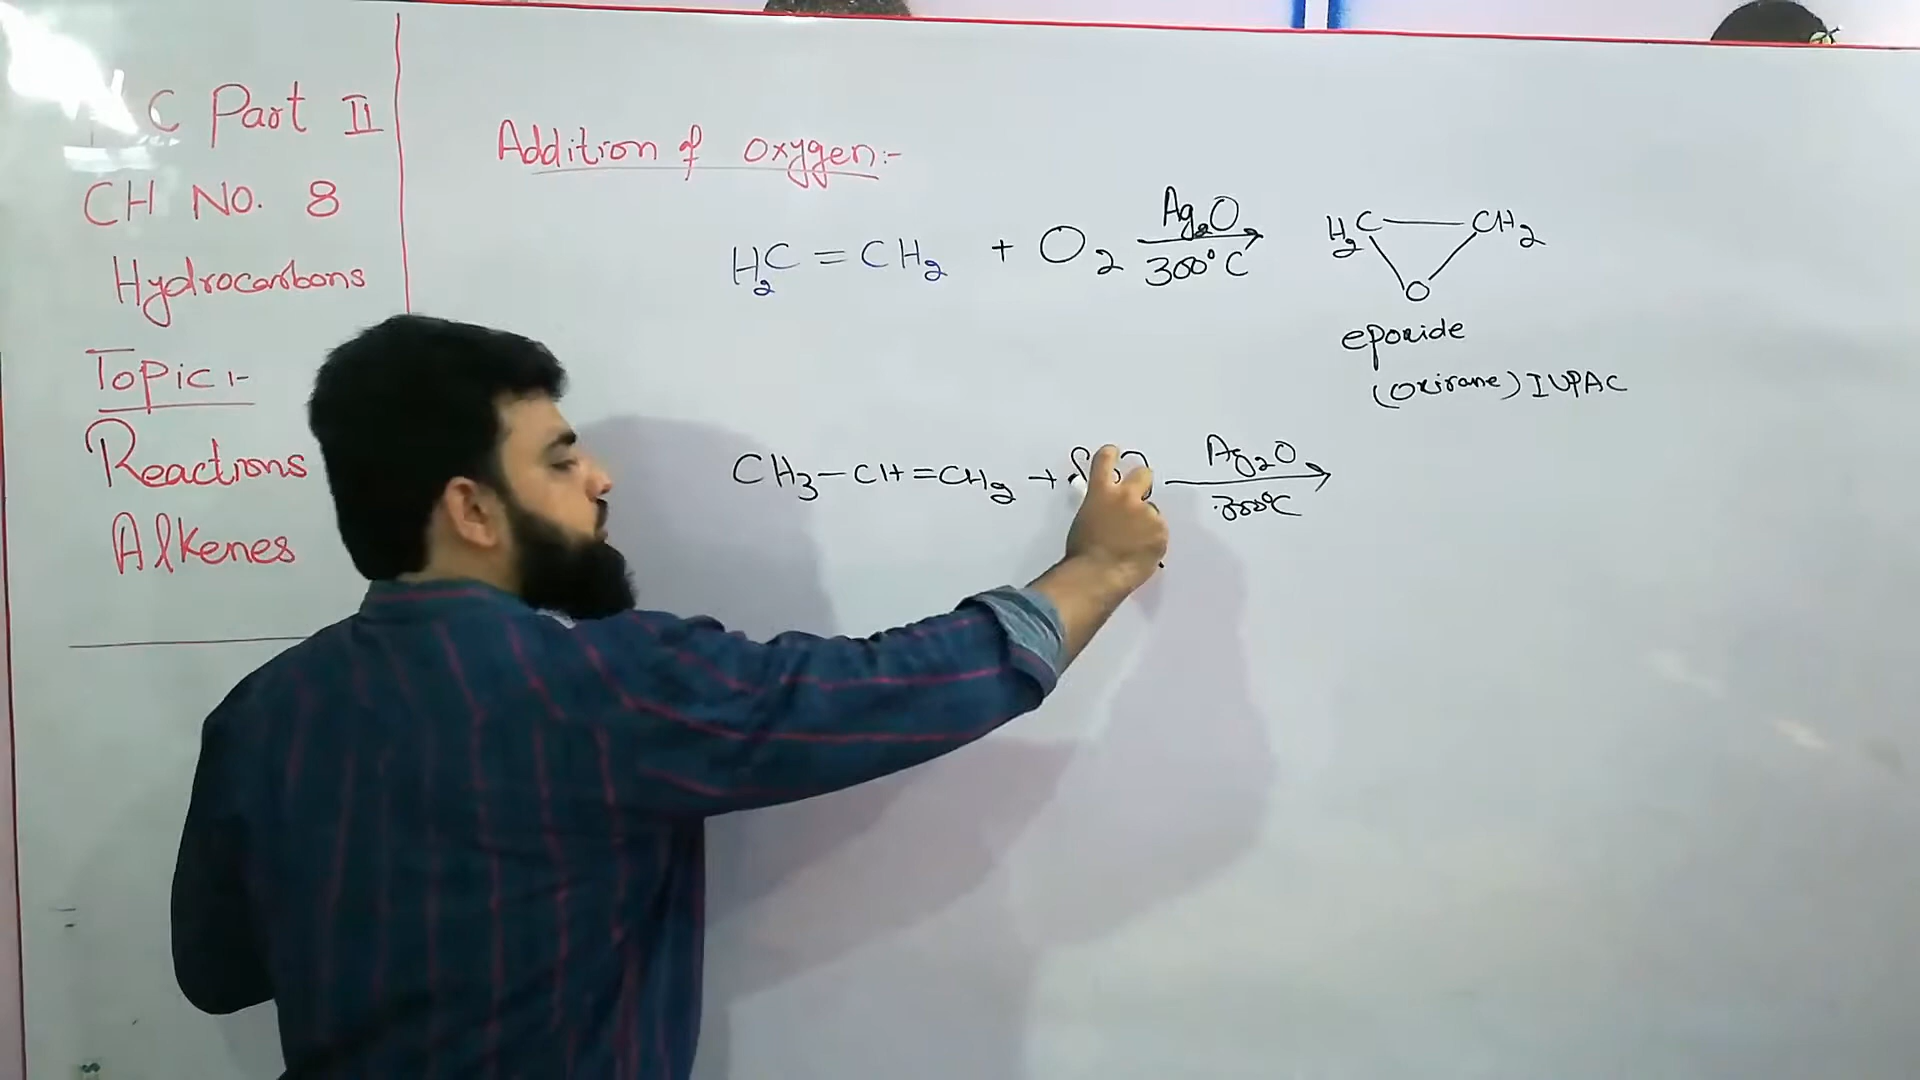 C Part II
CH NO. 8
Hydrocarbons
Topic:-
Reactions
Alkenes
Addition of oxygen:-
H₂C = CH₂ + O₂ Ag₂O 300°C
H₂C CH₂
O
epoxide
(oxirane) IUPAC
CH₃-CH=CH₂ + Ag₂O
300°C